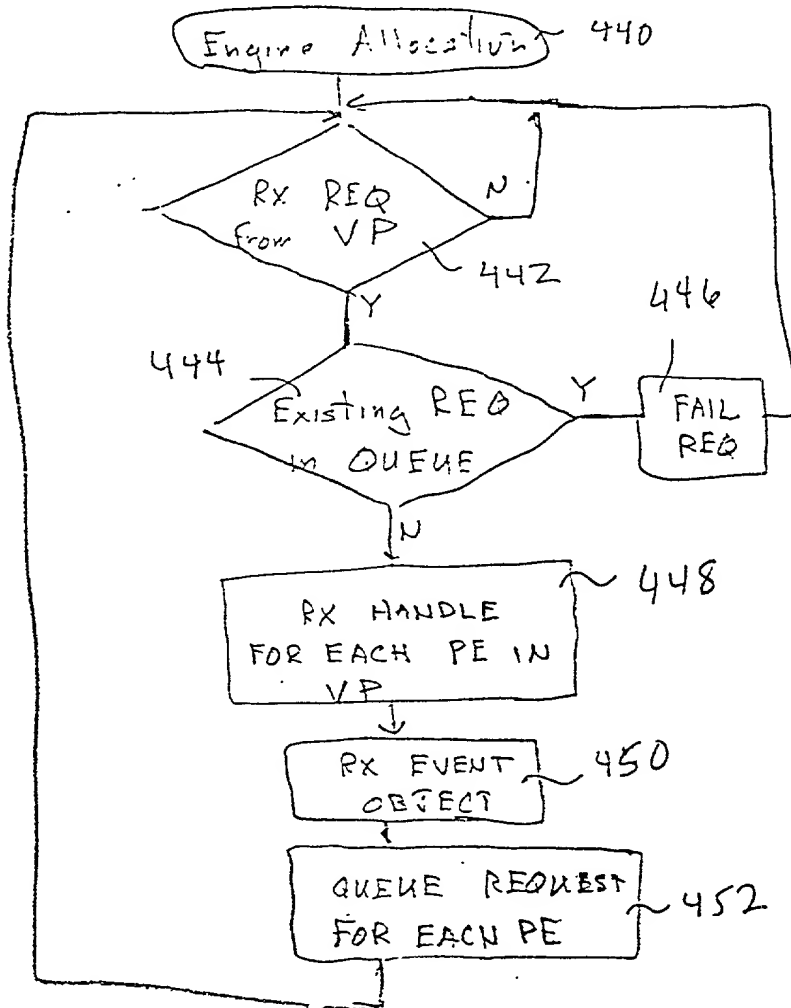 Engine Allocation
440
RX REQ
from VP
N
442
Y
446
444
Existing REQ
in QUEUE
Y
FAIL
REQ
N
448
RX HANDLE
FOR EACH PE IN
VP
RX EVENT
OBJECT
450
QUEUE REQUEST
FOR EACH PE
452